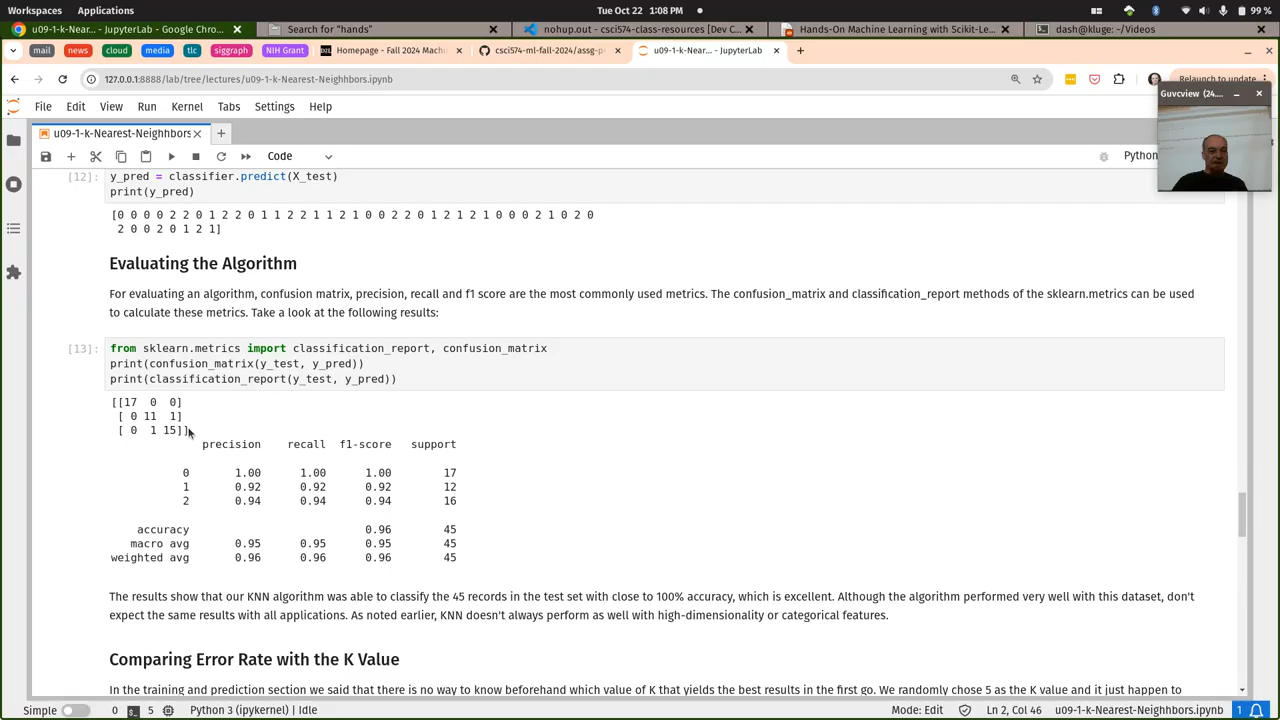 Workspaces Applications Tue Oct 22 1:08 PM 99 %
u09-1-k-Near... - JupyterLab - Google Chro... Search for "hands" nohup.out - csci574-class-resources [Dev C... Hands-On Machine Learning with Scikit-Le... dash@kluge: ~/Videos
mail news cloud media tlc siggraph NIH Grant Homepage - Fall 2024 Mach csci574-ml-fall-2024/assg-p u09-1-k-Near... - JupyterLab
127.0.0.1:8888/lab/tree/lectures/u09-1-k-Nearest-Neighhbors.ipynb Relaunch to update
Guvcview (24....
File Edit View Run Kernel Tabs Settings Help
u09-1-k-Nearest-Neighhbors
Code Python
[12]: y_pred = classifier.predict(X_test)
print(y_pred)
[0 0 0 0 2 2 0 1 2 2 0 1 1 2 2 1 1 2 1 0 0 2 2 0 1 2 1 2 1 0 0 0 2 1 0 2 0
2 0 0 2 0 1 2 1]
Evaluating the Algorithm
For evaluating an algorithm, confusion matrix, precision, recall and f1 score are the most commonly used metrics. The confusion_matrix and classification_report methods of the sklearn.metrics can be used
to calculate these metrics. Take a look at the following results:
[13]: from sklearn.metrics import classification_report, confusion_matrix
print(confusion_matrix(y_test, y_pred))
print(classification_report(y_test, y_pred))
[[17 0 0]
[ 0 11 1]
[ 0 1 15]]
precision recall f1-score support
0 1.00 1.00 1.00 17
1 0.92 0.92 0.92 12
2 0.94 0.94 0.94 16
accuracy 0.96 45
macro avg 0.95 0.95 0.95 45
weighted avg 0.96 0.96 0.96 45
The results show that our KNN algorithm was able to classify the 45 records in the test set with close to 100% accuracy, which is excellent. Although the algorithm performed very well with this dataset, don't
expect the same results with all applications. As noted earlier, KNN doesn't always perform as well with high-dimensionality or categorical features.
Comparing Error Rate with the K Value
In the training and prediction section we said that there is no way to know beforehand which value of K that yields the best results in the first go. We randomly chose 5 as the K value and it just happen to
Simple 0 5 Python 3 (ipykernel) | Idle Mode: Edit Ln 2, Col 46 u09-1-k-Nearest-Neighhbors.ipynb 1